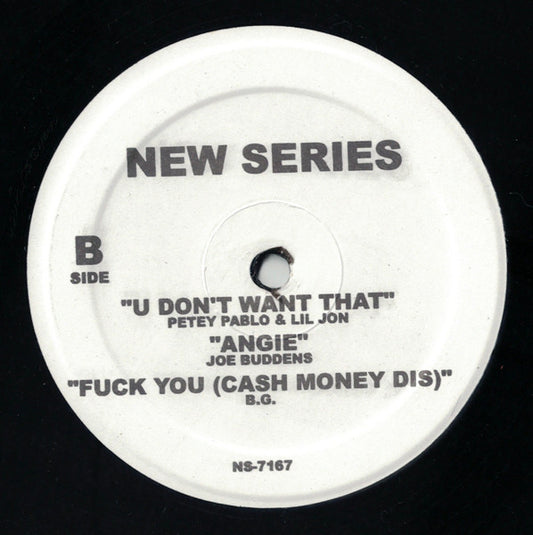 NEW SERIES
B
SIDE
"U DON'T WANT THAT"
PETEY PABLO & LIL JON
"ANGIE"
JOE BUDDENS
"FUCK YOU (CASH MONEY DIS)"
B.G.
NS-7167